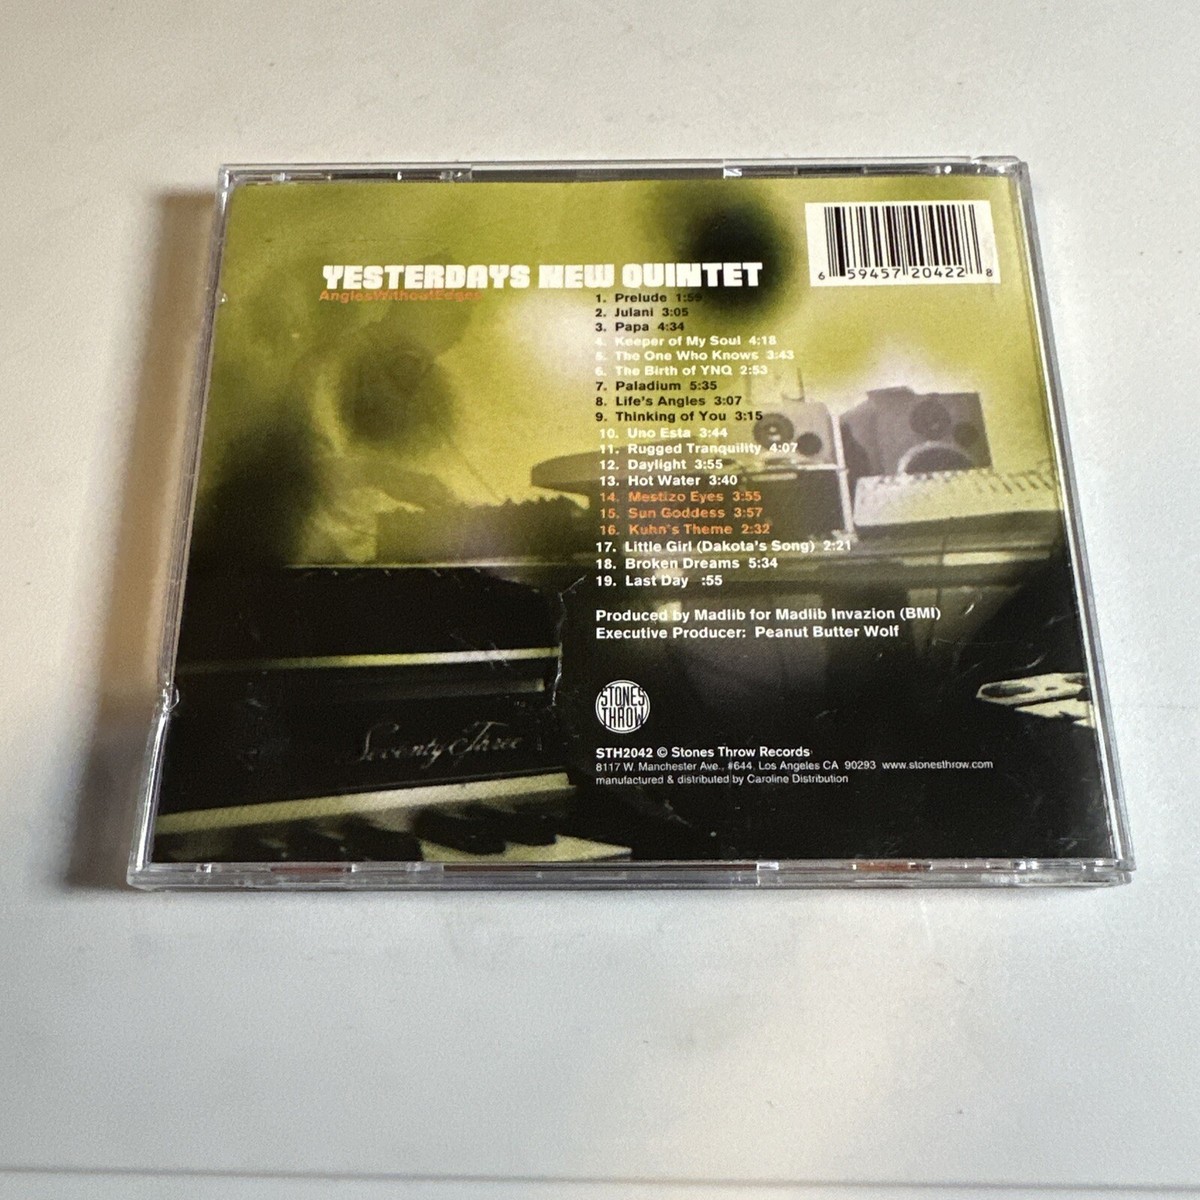 6 59457 20422 8
YESTERDAYS NEW QUINTET
AnglesWithoutEdges
1. Prelude 1:59
2. Julani 3:05
3. Papa 4:34
4. Keeper of My Soul 4:18
5. The One Who Knows 3:43
6. The Birth of YNQ 2:53
7. Paladium 5:35
8. Life's Angles 3:07
9. Thinking of You 3:15
10. Uno Esta 3:44
11. Rugged Tranquility 4:07
12. Daylight 3:55
13. Hot Water 3:40
14. Mestizo Eyes 3:55
15. Sun Goddess 3:57
16. Kuhn's Theme 2:32
17. Little Girl (Dakota's Song) 2:21
18. Broken Dreams 5:34
19. Last Day :55
Produced by Madlib for Madlib Invazion (BMI)
Executive Producer: Peanut Butter Wolf
Seventy Three
STONES
THROW
STH2042 © Stones Throw Records
8117 W. Manchester Ave., #644, Los Angeles CA 90293 www.stonesthrow.com
manufactured & distributed by Caroline Distribution